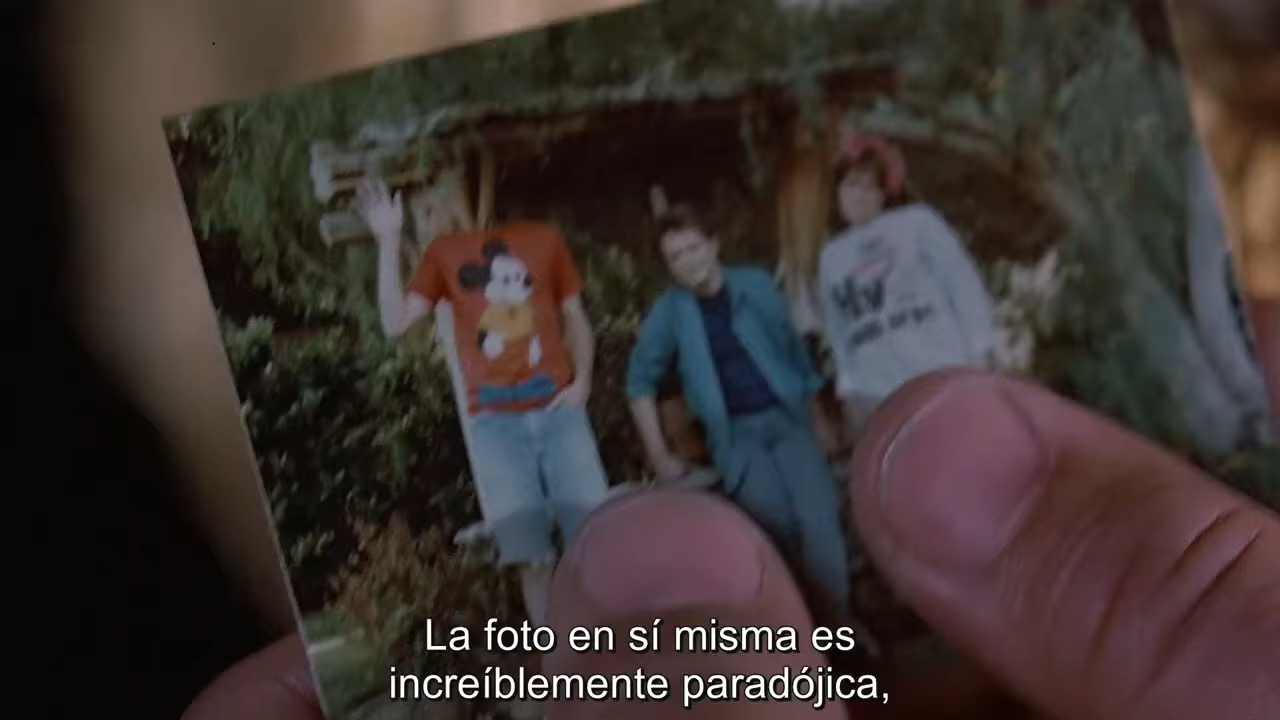 La foto en sí misma es
increíblemente paradójica,